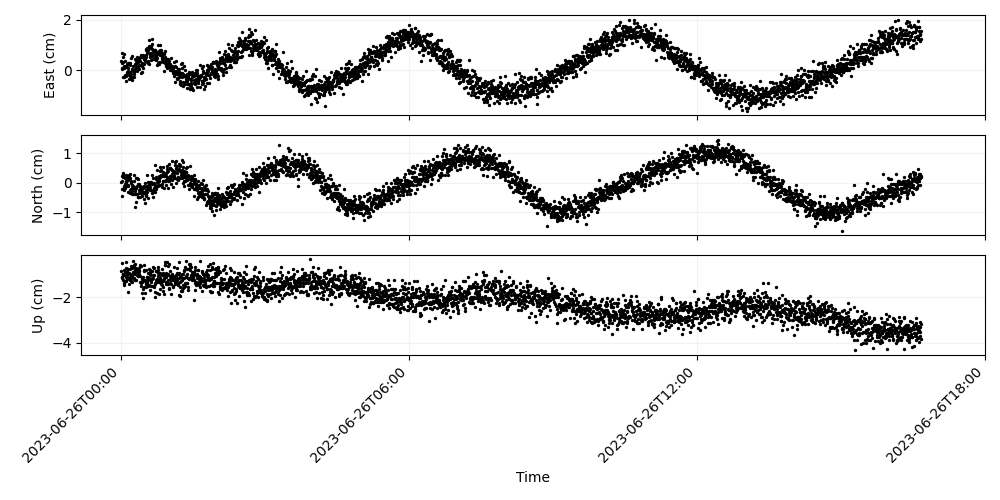 East (cm)
2
0
North (cm)
1
0
−1
Up (cm)
−2
−4
2023-06-26T00:00
2023-06-26T06:00
2023-06-26T12:00
2023-06-26T18:00
Time